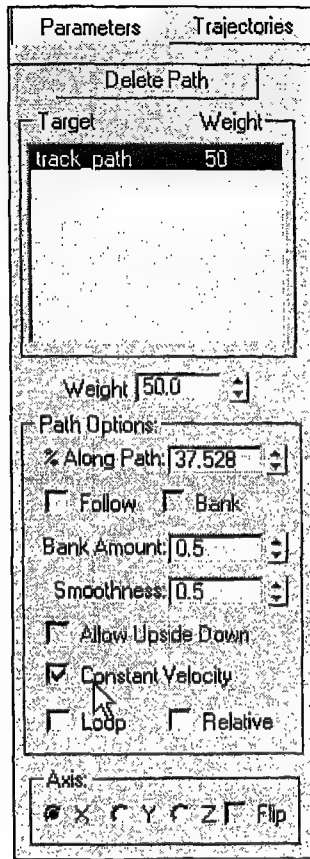 Parameters Trajectories
Delete Path
Target Weight
track_path 50
Weight 50.0
Path Options:
% Along Path: 37.528
Follow Bank
Bank Amount: 0.5
Smoothness: 0.5
Allow Upside Down
Constant Velocity
Loop Relative
Axis:
X Y Z Flip